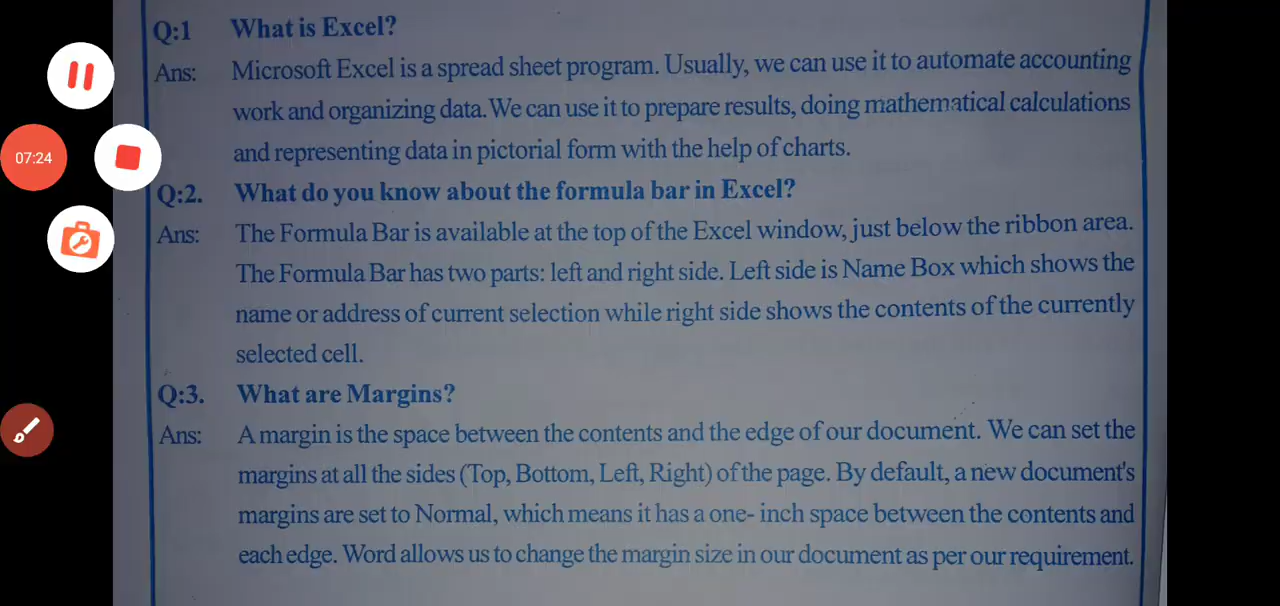 Q:1 What is Excel?
Ans: Microsoft Excel is a spread sheet program. Usually, we can use it to automate accounting
work and organizing data. We can use it to prepare results, doing mathematical calculations
and representing data in pictorial form with the help of charts.
07:24
Q:2. What do you know about the formula bar in Excel?
Ans: The Formula Bar is available at the top of the Excel window, just below the ribbon area.
The Formula Bar has two parts: left and right side. Left side is Name Box which shows the
name or address of current selection while right side shows the contents of the currently
selected cell.
Q:3. What are Margins?
Ans: A margin is the space between the contents and the edge of our document. We can set the
margins at all the sides (Top, Bottom, Left, Right) of the page. By default, a new document's
margins are set to Normal, which means it has a one- inch space between the contents and
each edge. Word allows us to change the margin size in our document as per our requirement.